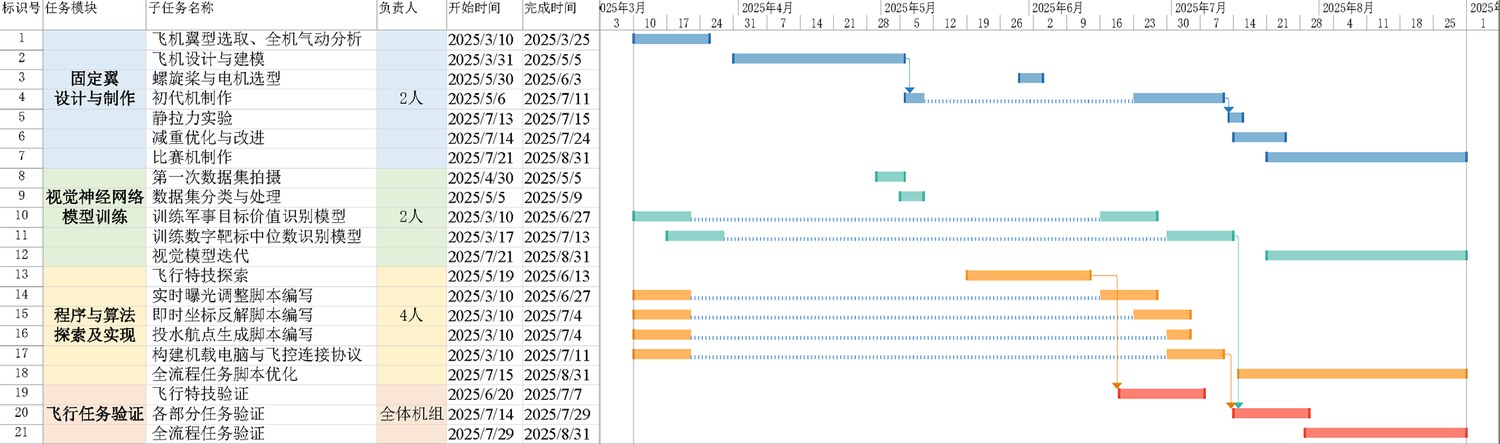 标识号 任务模块 子任务名称 负责人 开始时间 完成时间
025年3月 2025年4月 2025年5月 2025年6月 2025年7月 2025年8月 2025年
3 10 17 24 31 7 14 21 28 5 12 19 26 2 9 16 23 30 7 14 21 28 4 11 18 25 1
1 飞机翼型选取、全机气动分析 2025/3/10 2025/3/25
2 飞机设计与建模 2025/3/31 2025/5/5
3 固定翼 螺旋桨与电机选型 2025/5/30 2025/6/3
4 设计与制作 初代机制作 2人 2025/5/6 2025/7/11
5 静拉力实验 2025/7/13 2025/7/15
6 减重优化与改进 2025/7/14 2025/7/24
7 比赛机制作 2025/7/21 2025/8/31
8 第一次数据集拍摄 2025/4/30 2025/5/5
9 视觉神经网络 数据集分类与处理 2025/5/5 2025/5/9
10 模型训练 训练军事目标价值识别模型 2人 2025/3/10 2025/6/27
11 训练数字靶标中位数识别模型 2025/3/17 2025/7/13
12 视觉模型迭代 2025/7/21 2025/8/31
13 飞行特技探索 2025/5/19 2025/6/13
14 实时曝光调整脚本编写 2025/3/10 2025/6/27
15 程序与算法 即时坐标反解脚本编写 4人 2025/3/10 2025/7/4
16 探索及实现 投水航点生成脚本编写 2025/3/10 2025/7/4
17 构建机载电脑与飞控连接协议 2025/3/10 2025/7/11
18 全流程任务脚本优化 2025/7/15 2025/8/31
19 飞行特技验证 2025/6/20 2025/7/7
20 飞行任务验证 各部分任务验证 全体机组 2025/7/14 2025/7/29
21 全流程任务验证 2025/7/29 2025/8/31